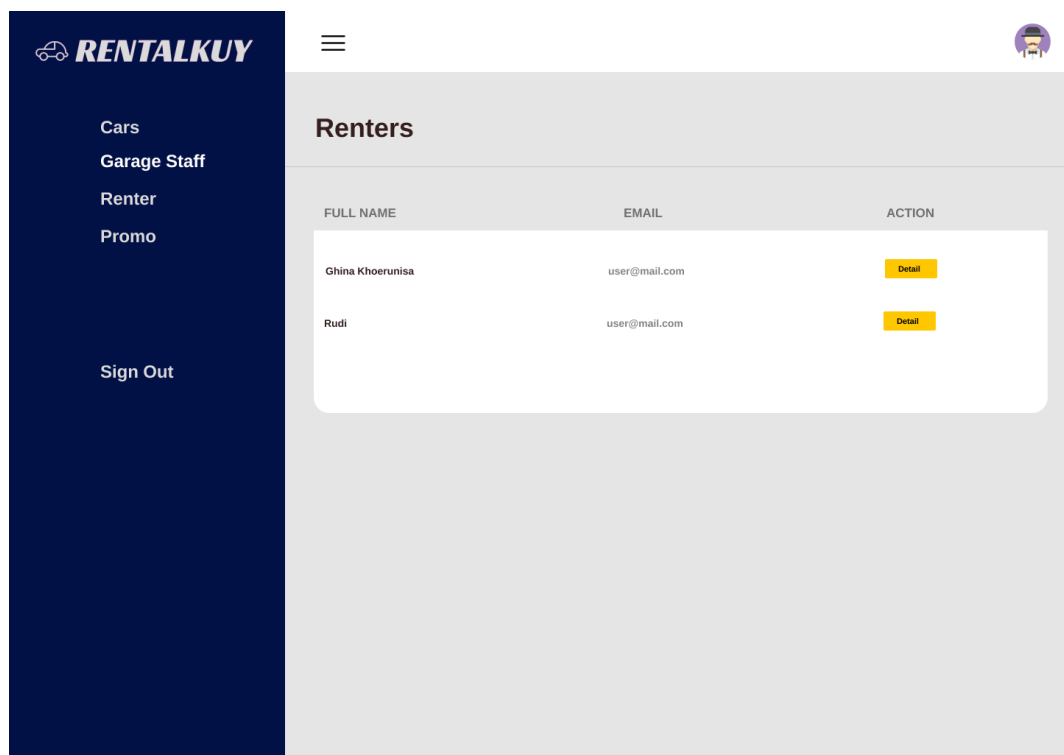 RENTALKUY
Cars
Garage Staff
Renter
Promo
Sign Out
Renters
FULL NAME EMAIL ACTION
Ghina Khoerunisa user@mail.com Detail
Rudi user@mail.com Detail